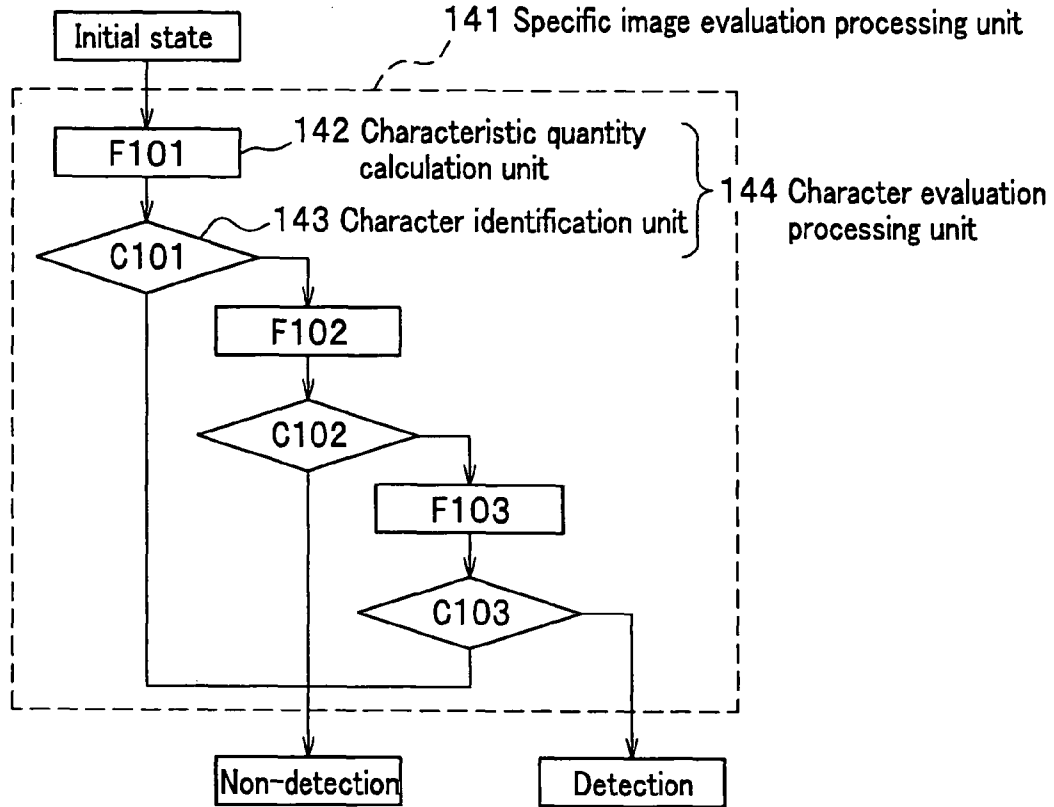 141 Specific image evaluation processing unit
Initial state
142 Characteristic quantity
calculation unit
F101
144 Character evaluation
processing unit
143 Character identification unit
C101
F102
C102
F103
C103
Non-detection
Detection